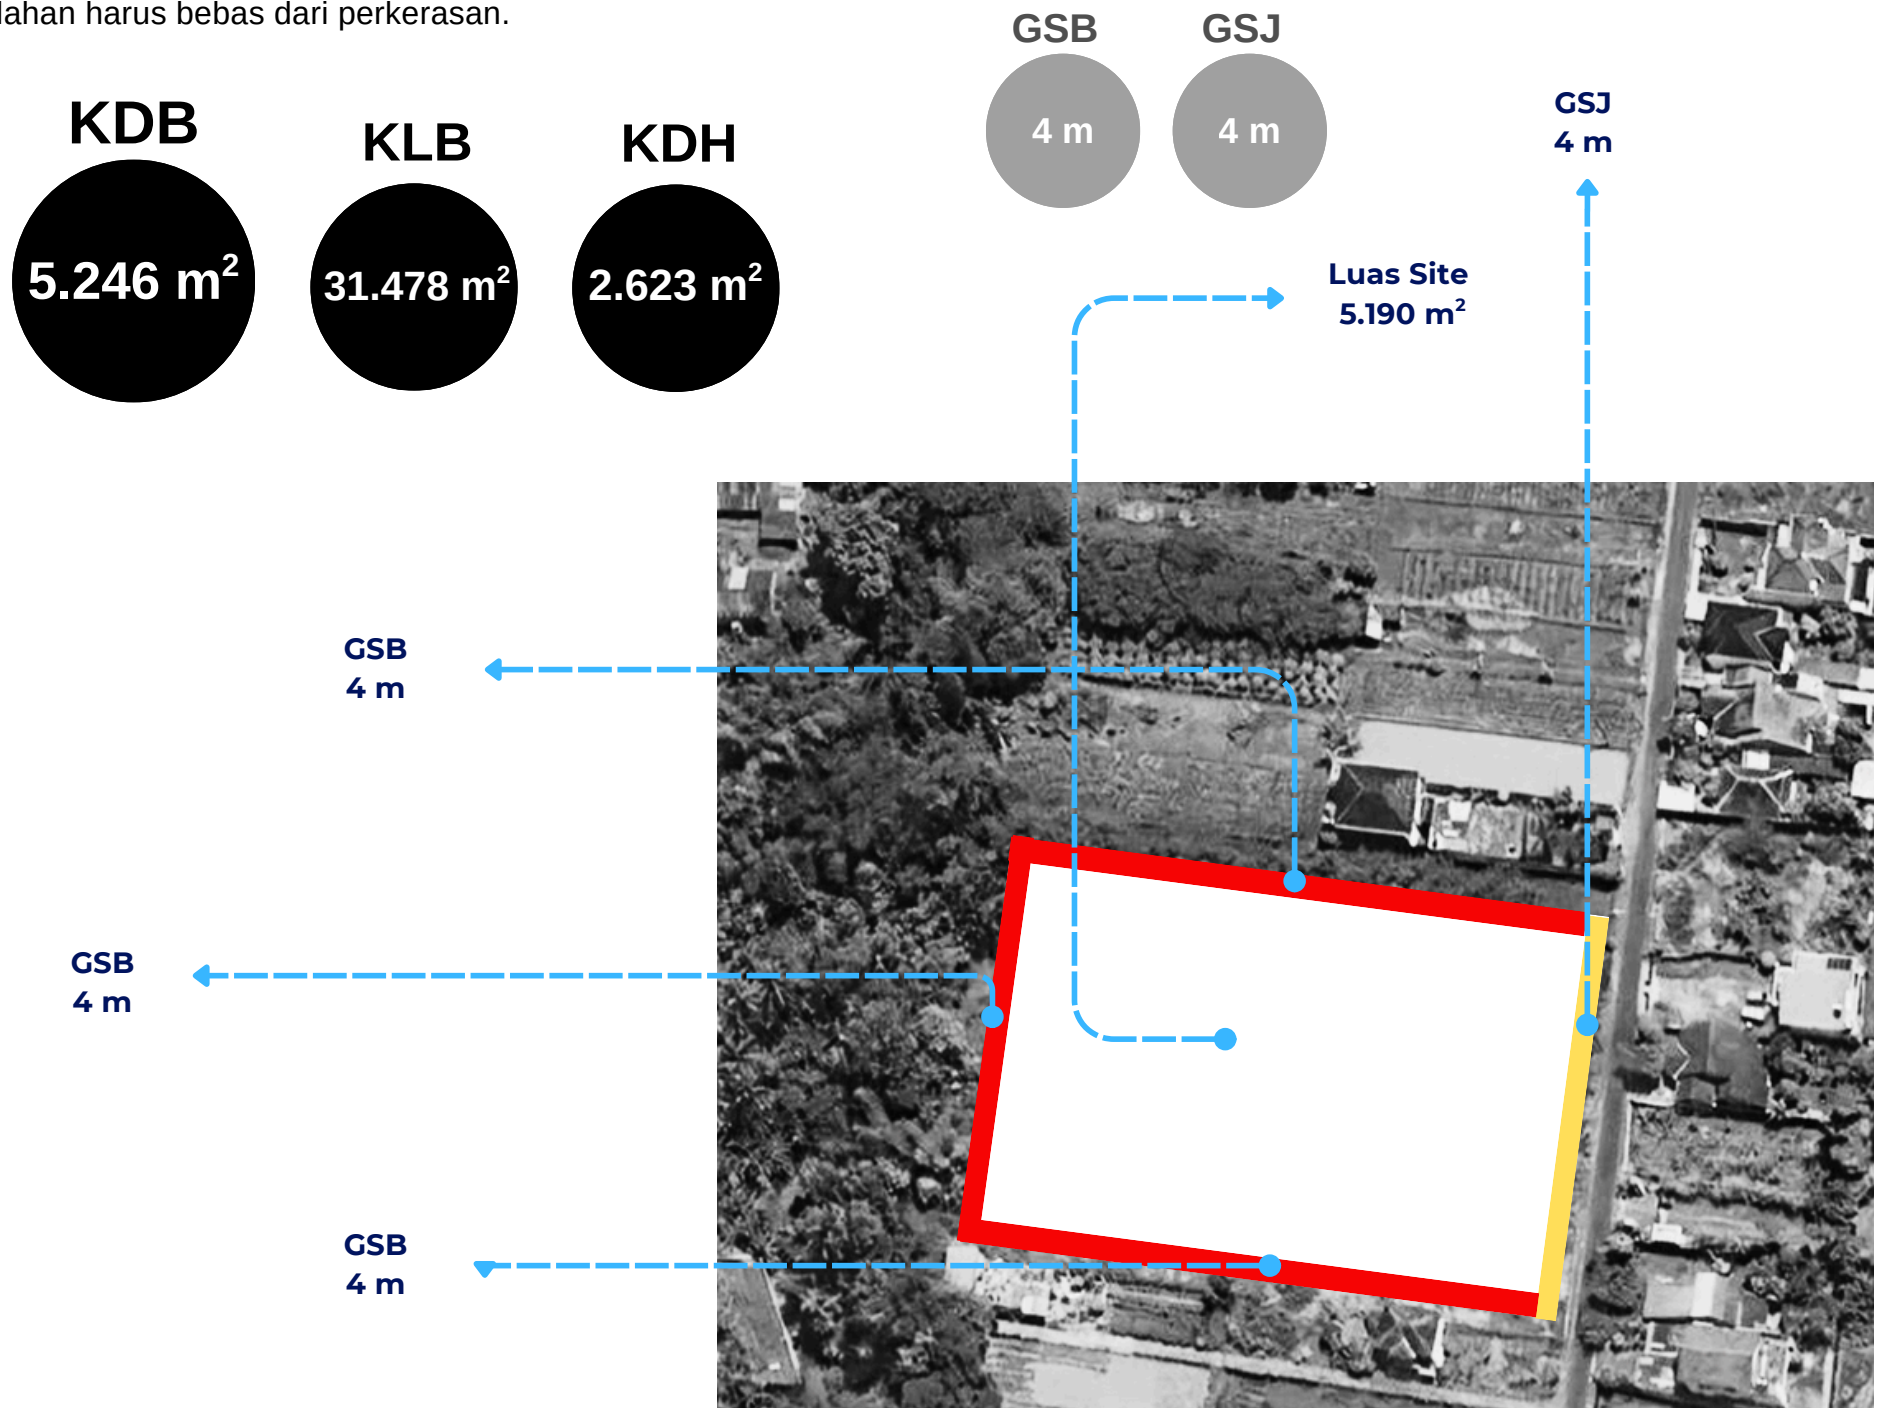 lahan harus bebas dari perkerasan.
KDB
5.246 m²
KLB
31.478 m²
KDH
2.623 m²
GSB
4 m
GSJ
4 m
GSJ
4 m
Luas Site
5.190 m²
GSB
4 m
GSB
4 m
GSB
4 m